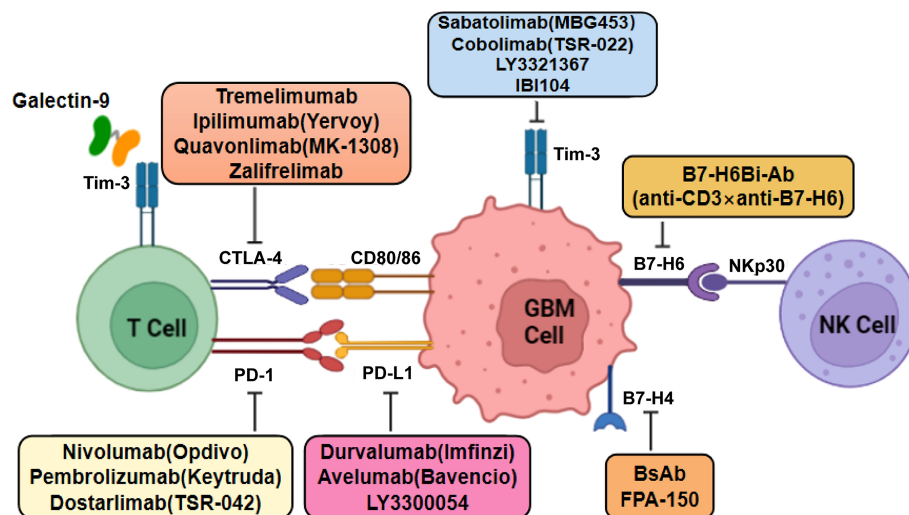 Sabatolimab(MBG453)
Cobolimab(TSR-022)
LY3321367
IBI104
Galectin-9
Tremelimumab
Ipilimumab(Yervoy)
Quavonlimab(MK-1308)
Zalifrelimab
Tim-3
Tim-3
B7-H6Bi-Ab
(anti-CD3×anti-B7-H6)
CTLA-4
CD80/86
B7-H6
NKp30
T Cell
GBM
Cell
NK Cell
PD-1
PD-L1
B7-H4
Nivolumab(Opdivo)
Pembrolizumab(Keytruda)
Dostarlimab(TSR-042)
Durvalumab(Imfinzi)
Avelumab(Bavencio)
LY3300054
BsAb
FPA-150